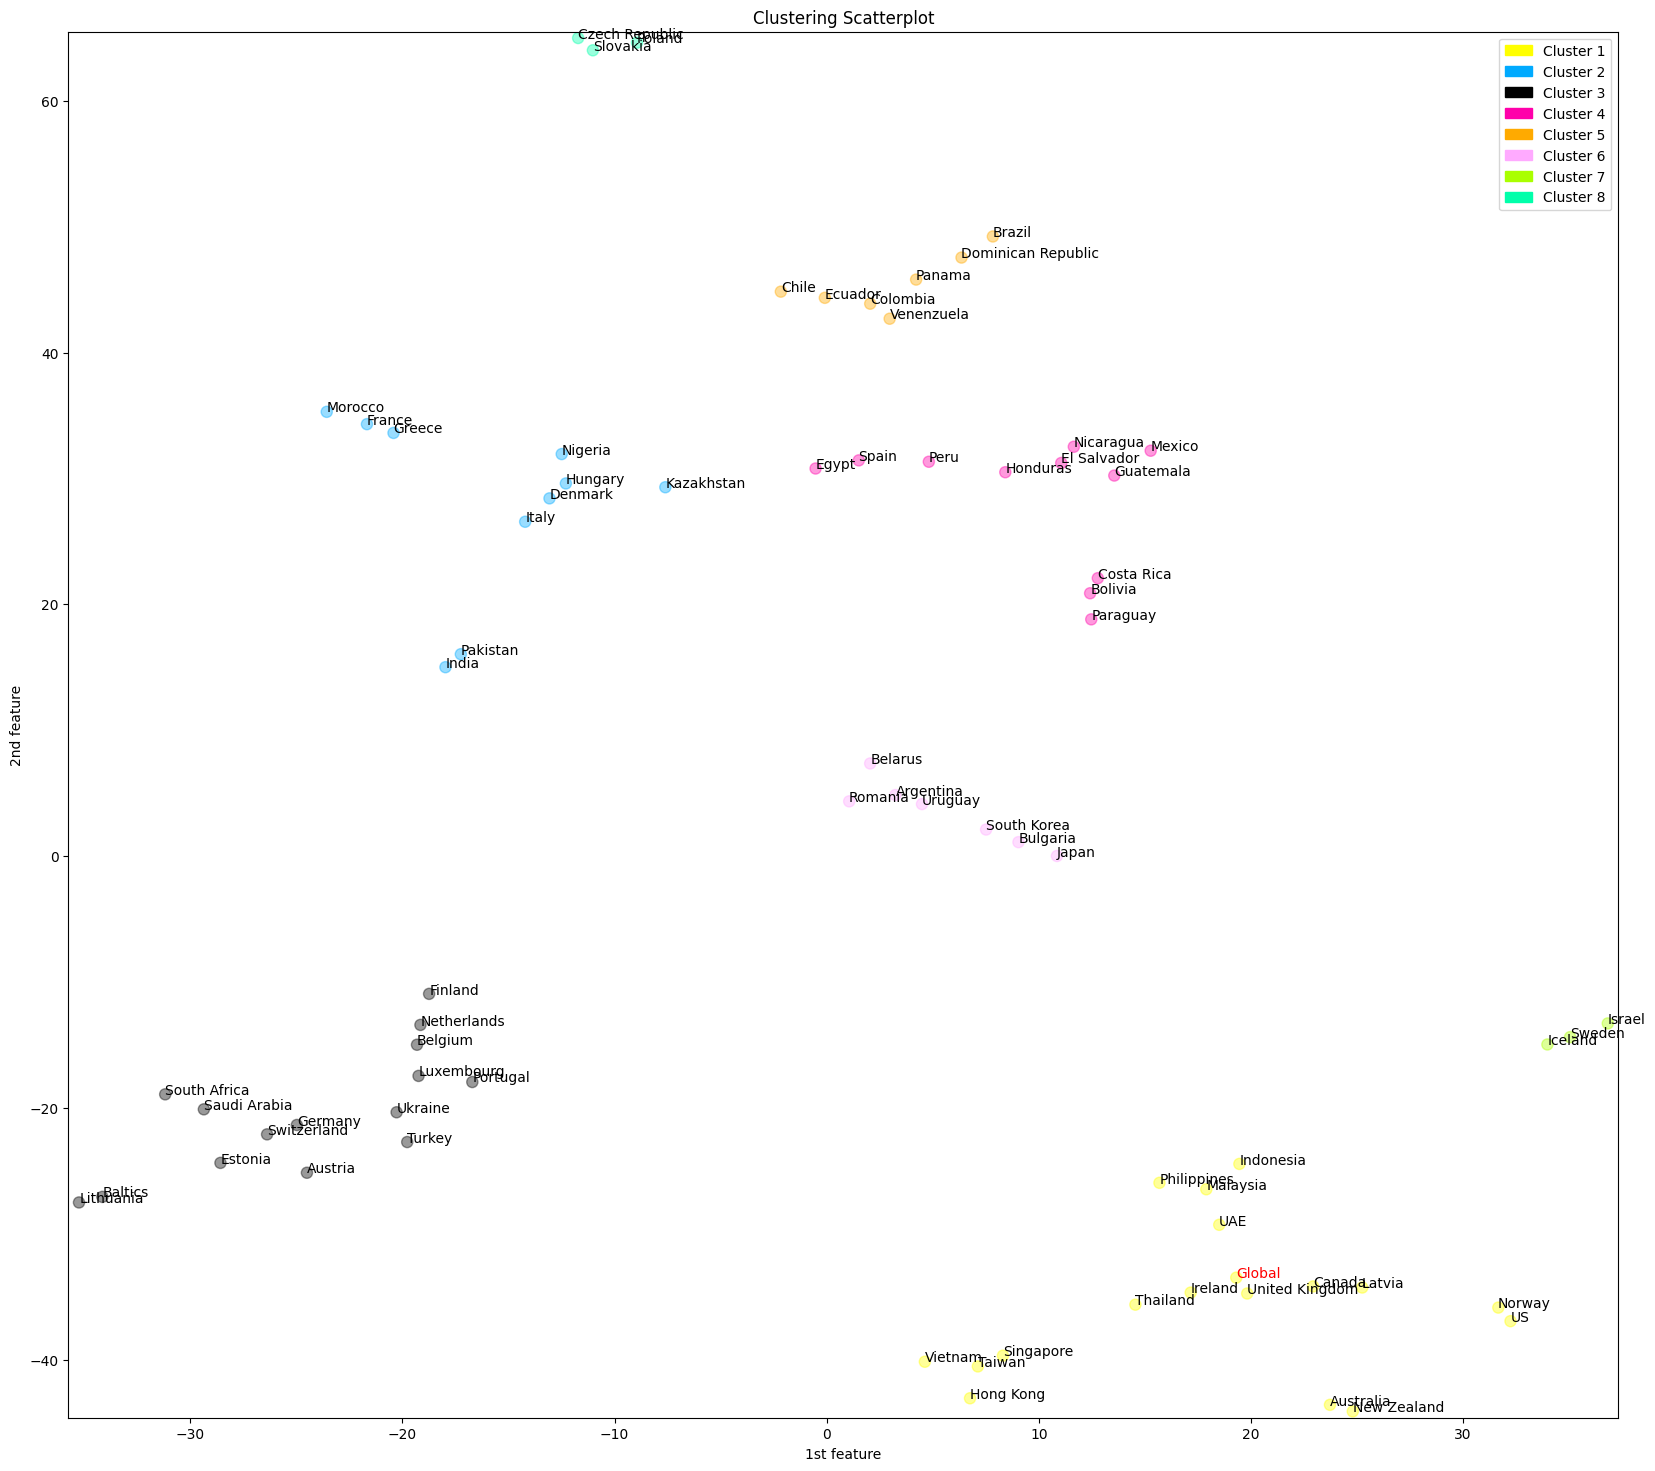 Clustering Scatterplot
Czech Republic
Poland
Slovakia
Cluster 1
Cluster 2
Cluster 3
Cluster 4
Cluster 5
Cluster 6
Cluster 7
Cluster 8
60
40
20
0
−20
−40
2nd feature
Brazil
Dominican Republic
Panama
Chile
Ecuador
Colombia
Venenzuela
Morocco
France
Greece
Nigeria
Hungary
Denmark
Kazakhstan
Italy
Egypt
Spain
Peru
Nicaragua
Mexico
El Salvador
Honduras
Guatemala
Costa Rica
Bolivia
Paraguay
Pakistan
India
Belarus
Argentina
Romania
Uruguay
South Korea
Bulgaria
Japan
Finland
Netherlands
Belgium
Luxembourg
Portugal
South Africa
Saudi Arabia
Ukraine
Germany
Switzerland
Turkey
Estonia
Austria
Baltics
Lithuania
Israel
Sweden
Iceland
Indonesia
Philippines
Malaysia
UAE
Global
Canada
Latvia
Ireland
United Kingdom
Thailand
Norway
US
Singapore
Vietnam
Taiwan
Hong Kong
Australia
New Zealand
−30
−20
−10
0
10
20
30
1st feature